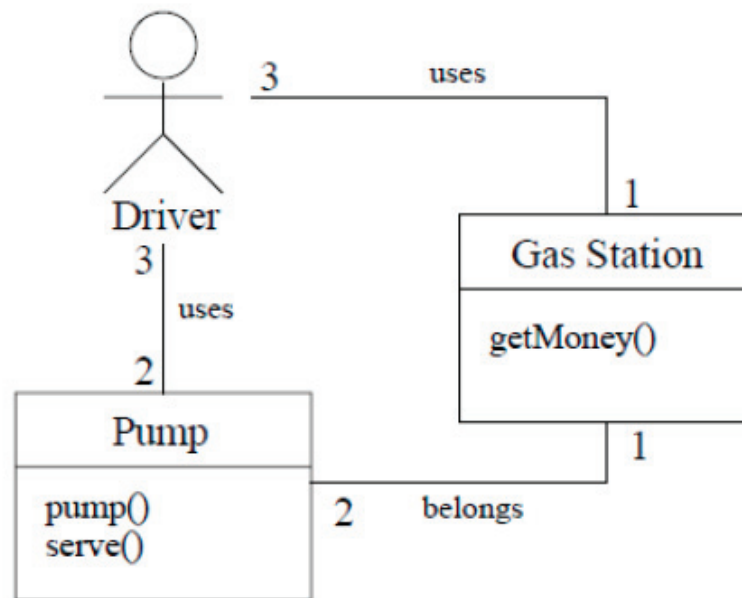 3
uses
1
Driver
3
uses
2
Gas Station
getMoney()
1
Pump
pump()
serve()
2
belongs